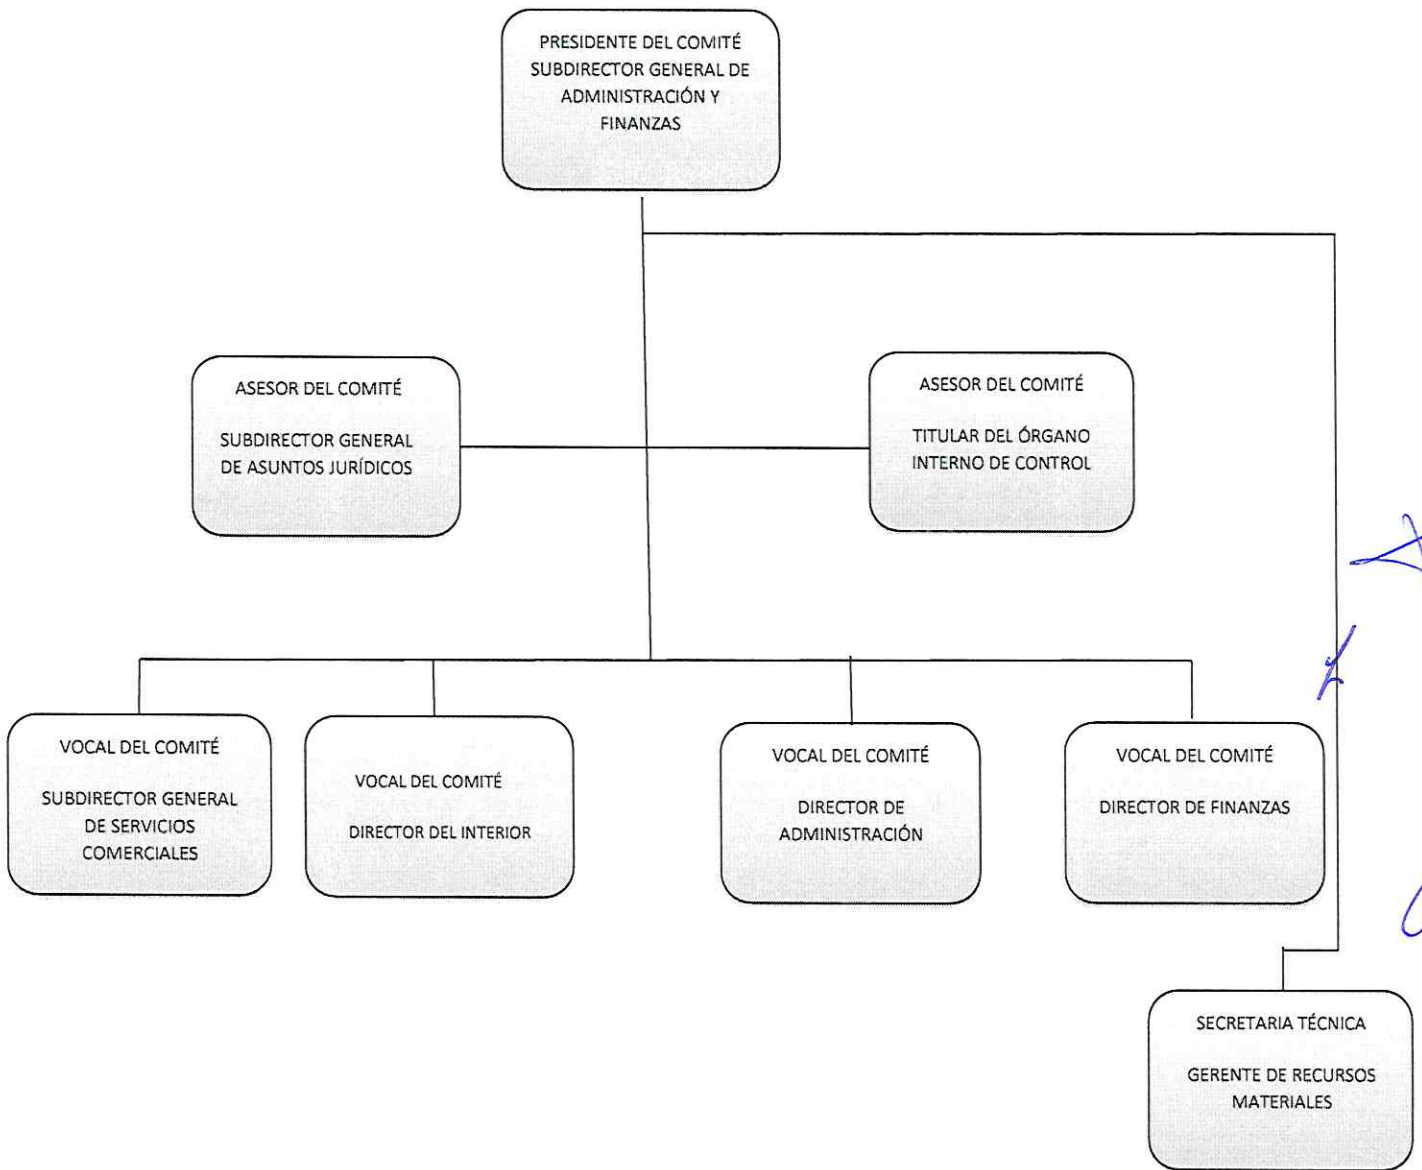 PRESIDENTE DEL COMITÉ
SUBDIRECTOR GENERAL DE
ADMINISTRACIÓN Y
FINANZAS
ASESOR DEL COMITÉ
SUBDIRECTOR GENERAL
DE ASUNTOS JURÍDICOS
ASESOR DEL COMITÉ
TITULAR DEL ÓRGANO
INTERNO DE CONTROL
VOCAL DEL COMITÉ
SUBDIRECTOR GENERAL
DE SERVICIOS
COMERCIALES
VOCAL DEL COMITÉ
DIRECTOR DEL INTERIOR
VOCAL DEL COMITÉ
DIRECTOR DE
ADMINISTRACIÓN
VOCAL DEL COMITÉ
DIRECTOR DE FINANZAS
SECRETARIA TÉCNICA
GERENTE DE RECURSOS
MATERIALES